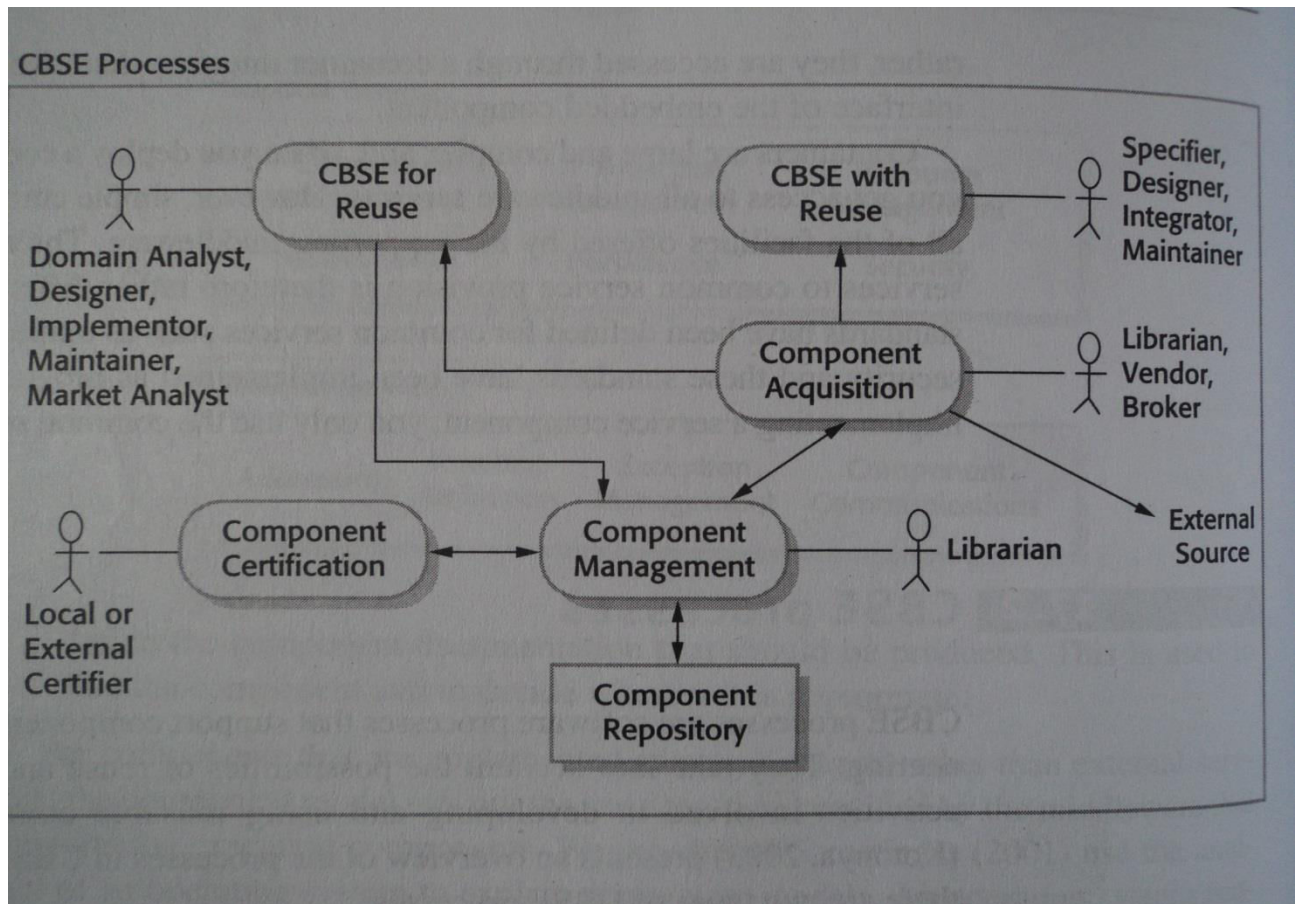 CBSE Processes
CBSE for
Reuse
CBSE with
Reuse
Specifier,
Designer,
Integrator,
Maintainer
Domain Analyst,
Designer,
Implementor,
Maintainer,
Market Analyst
Component
Acquisition
Librarian,
Vendor,
Broker
Component
Certification
Component
Management
Librarian
External
Source
Local or
External
Certifier
Component
Repository